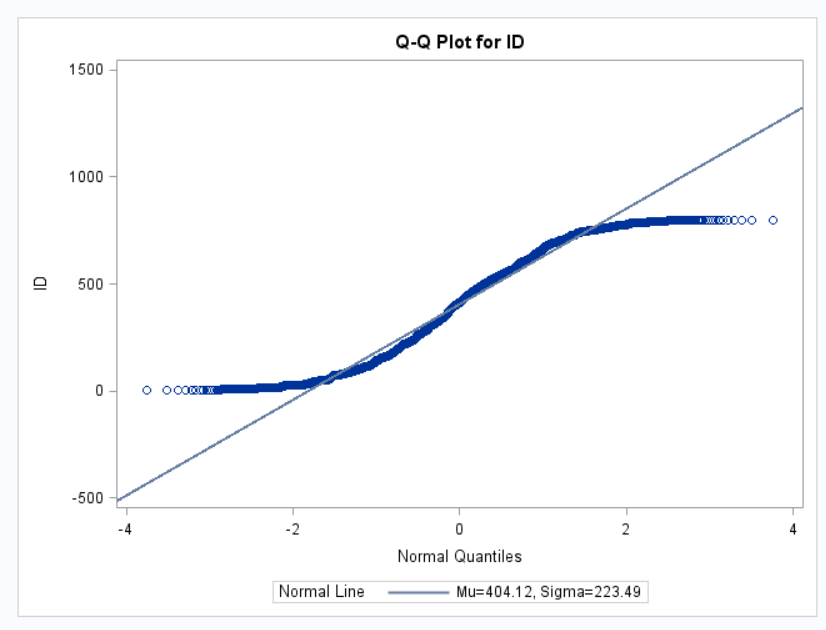 Q-Q Plot for ID
1500
1000
500
0
-500
ID
-4 -2 0 2 4
Normal Quantiles
Normal Line Mu=404.12, Sigma=223.49